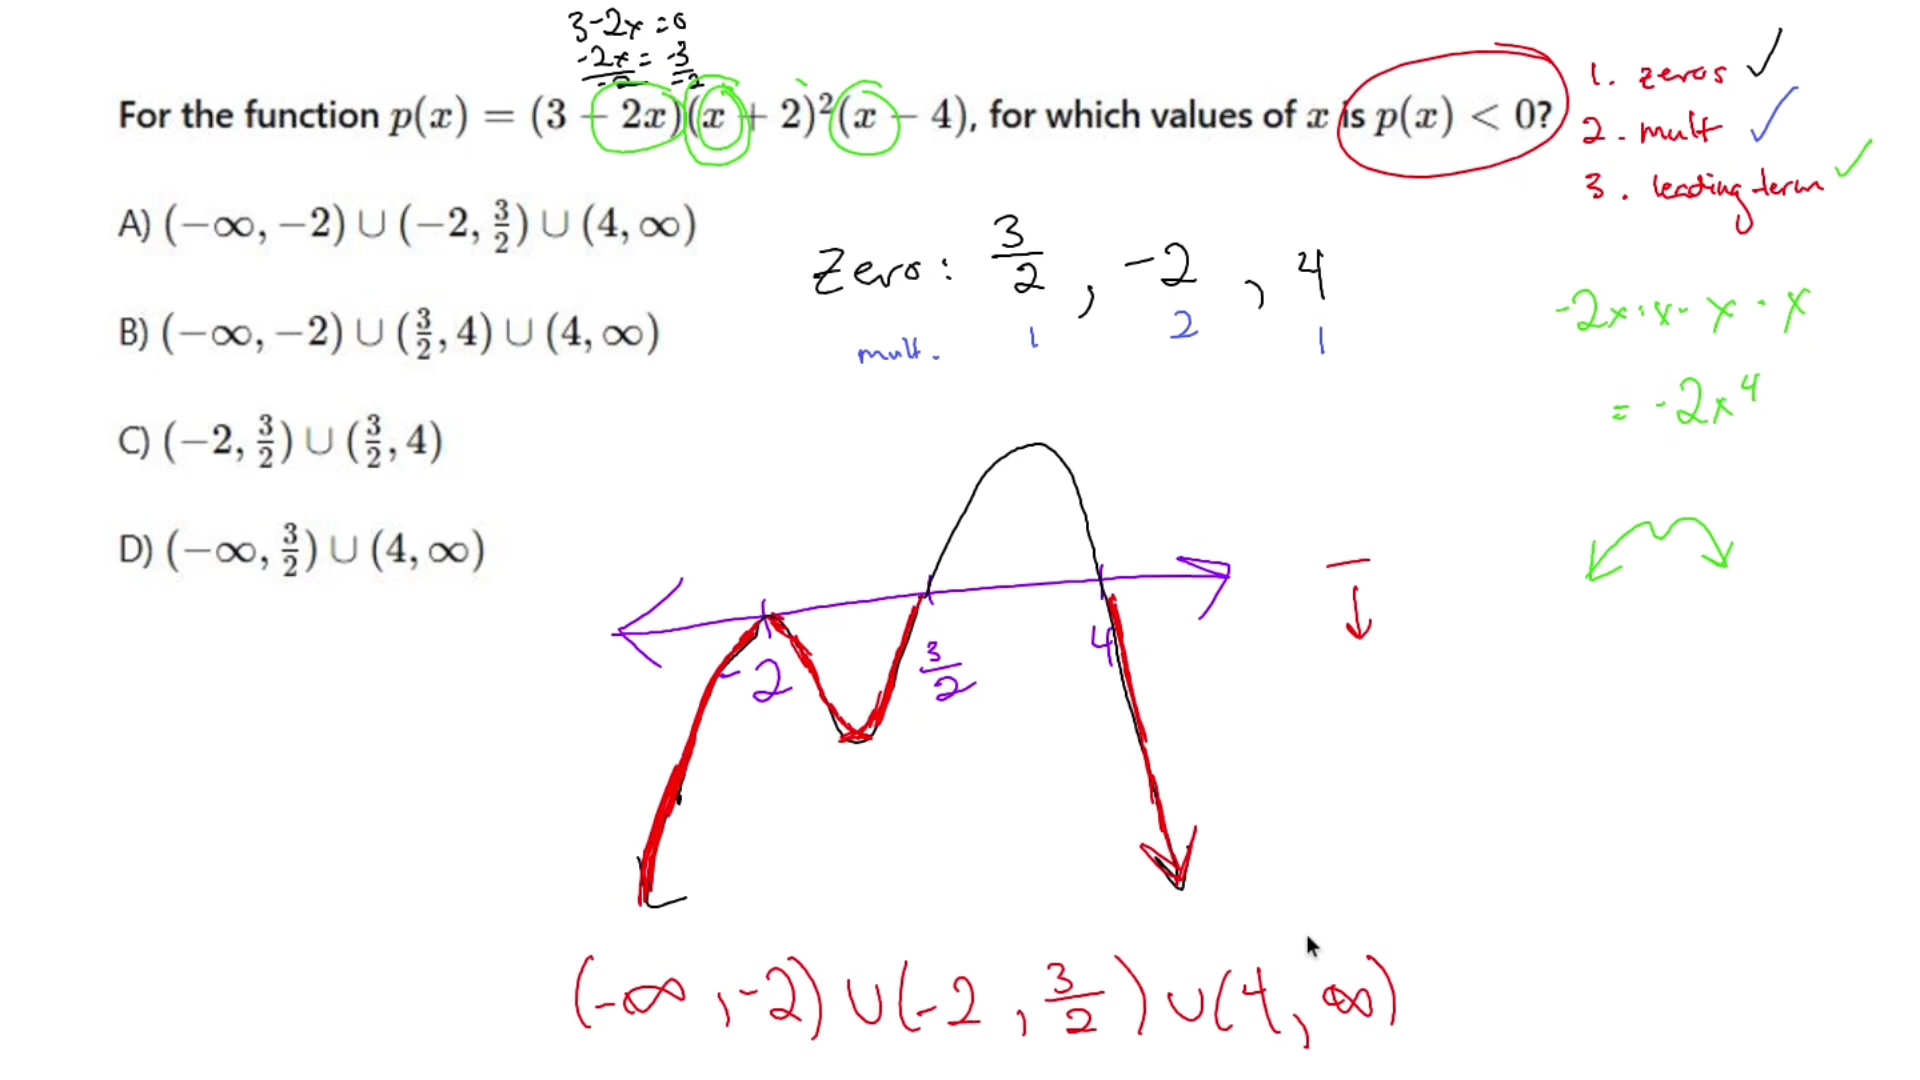 3-2x=0
-2x = -3
-2 -2
For the function p(x) = (3 − 2x)(x + 2)²(x − 4), for which values of x is p(x) < 0?
1. zeros ✓
2. mult ✓
3. leading term ✓
A) (−∞, −2) ∪ (−2, 3/2) ∪ (4, ∞)
B) (−∞, −2) ∪ (3/2, 4) ∪ (4, ∞)
C) (−2, 3/2) ∪ (3/2, 4)
D) (−∞, 3/2) ∪ (4, ∞)
Zero: 3/2, -2, 4
mult. 1 2 1
-2x·x·x·x
= -2x⁴
-2 3/2 4
(-∞,-2)∪(-2,3/2)∪(4,∞)